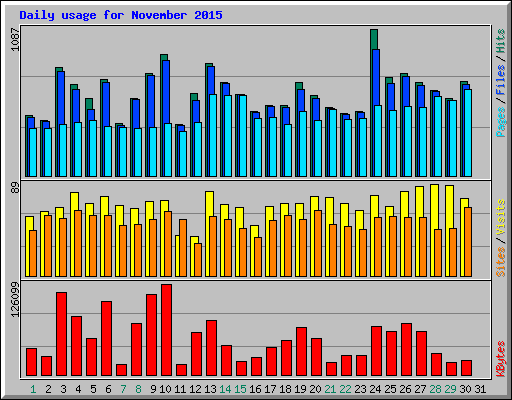 Daily usage for November 2015
1087
Pages / Files / Hits
89
Sites / Visits
126099
KBytes
1 2 3 4 5 6 7 8 9 10 11 12 13 14 15 16 17 18 19 20 21 22 23 24 25 26 27 28 29 30 31